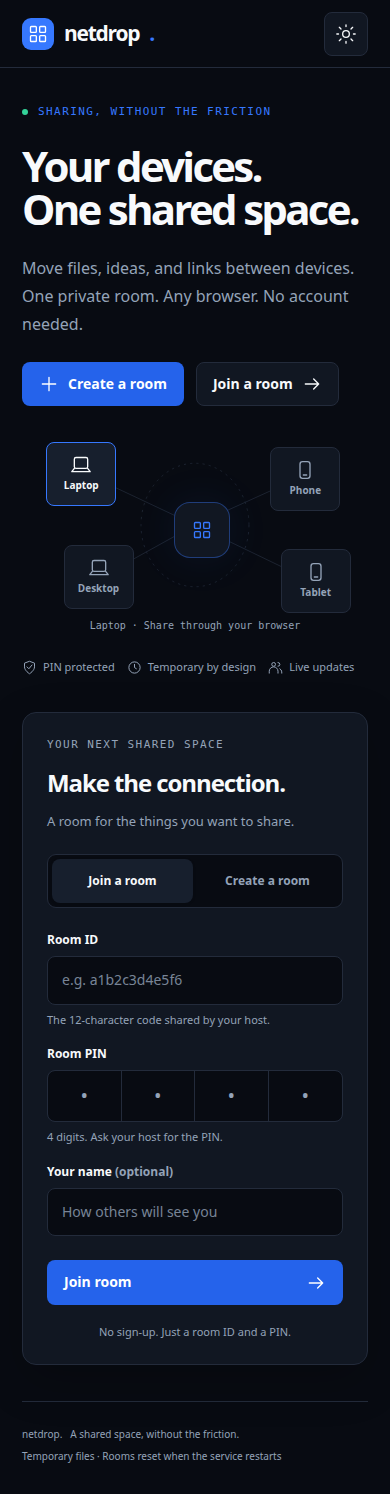 netdrop .
SHARING, WITHOUT THE FRICTION
Your devices.
One shared space.
Move files, ideas, and links between devices.
One private room. Any browser. No account
needed.
Create a room
Join a room
Laptop
Phone
Desktop
Tablet
Laptop · Share through your browser
PIN protected
Temporary by design
Live updates
YOUR NEXT SHARED SPACE
Make the connection.
A room for the things you want to share.
Join a room
Create a room
Room ID
e.g. a1b2c3d4e5f6
The 12-character code shared by your host.
Room PIN
• • • •
4 digits. Ask your host for the PIN.
Your name (optional)
How others will see you
Join room
No sign-up. Just a room ID and a PIN.
netdrop. A shared space, without the friction.
Temporary files · Rooms reset when the service restarts